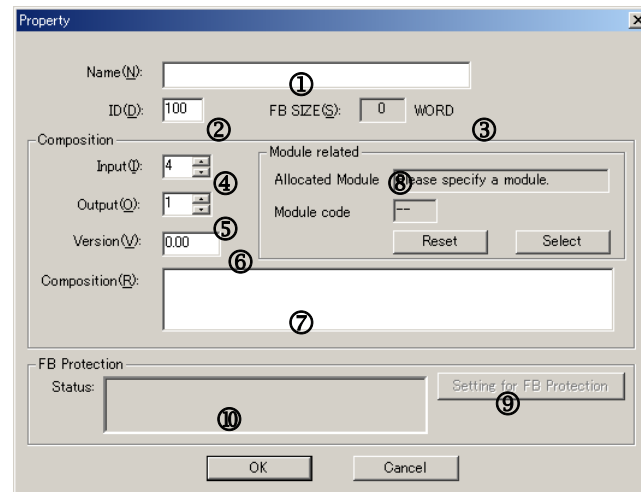 Property
Name(N):
①
ID(D): 100 FB SIZE(S): 0 WORD
② ③
Composition
Module related
Input(I): 4
④
Allocated Module ⑧ Please specify a module.
Output(O): 1
⑤
Module code --
Version(V): 0.00
⑥
Reset Select
Composition(R):
⑦
FB Protection
Status:
⑩
Setting for FB Protection
⑨
OK Cancel